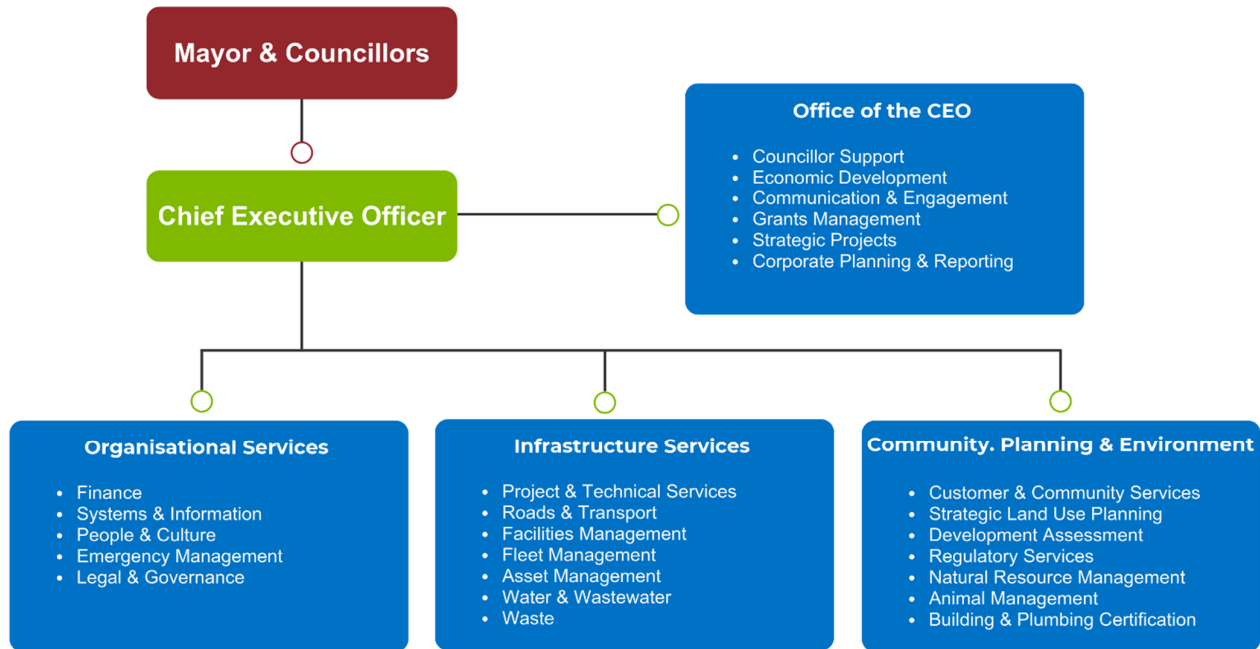 Mayor & Councillors
Chief Executive Officer
Office of the CEO
• Councillor Support
• Economic Development
• Communication & Engagement
• Grants Management
• Strategic Projects
• Corporate Planning & Reporting
Organisational Services
• Finance
• Systems & Information
• People & Culture
• Emergency Management
• Legal & Governance
Infrastructure Services
• Project & Technical Services
• Roads & Transport
• Facilities Management
• Fleet Management
• Asset Management
• Water & Wastewater
• Waste
Community. Planning & Environment
• Customer & Community Services
• Strategic Land Use Planning
• Development Assessment
• Regulatory Services
• Natural Resource Management
• Animal Management
• Building & Plumbing Certification